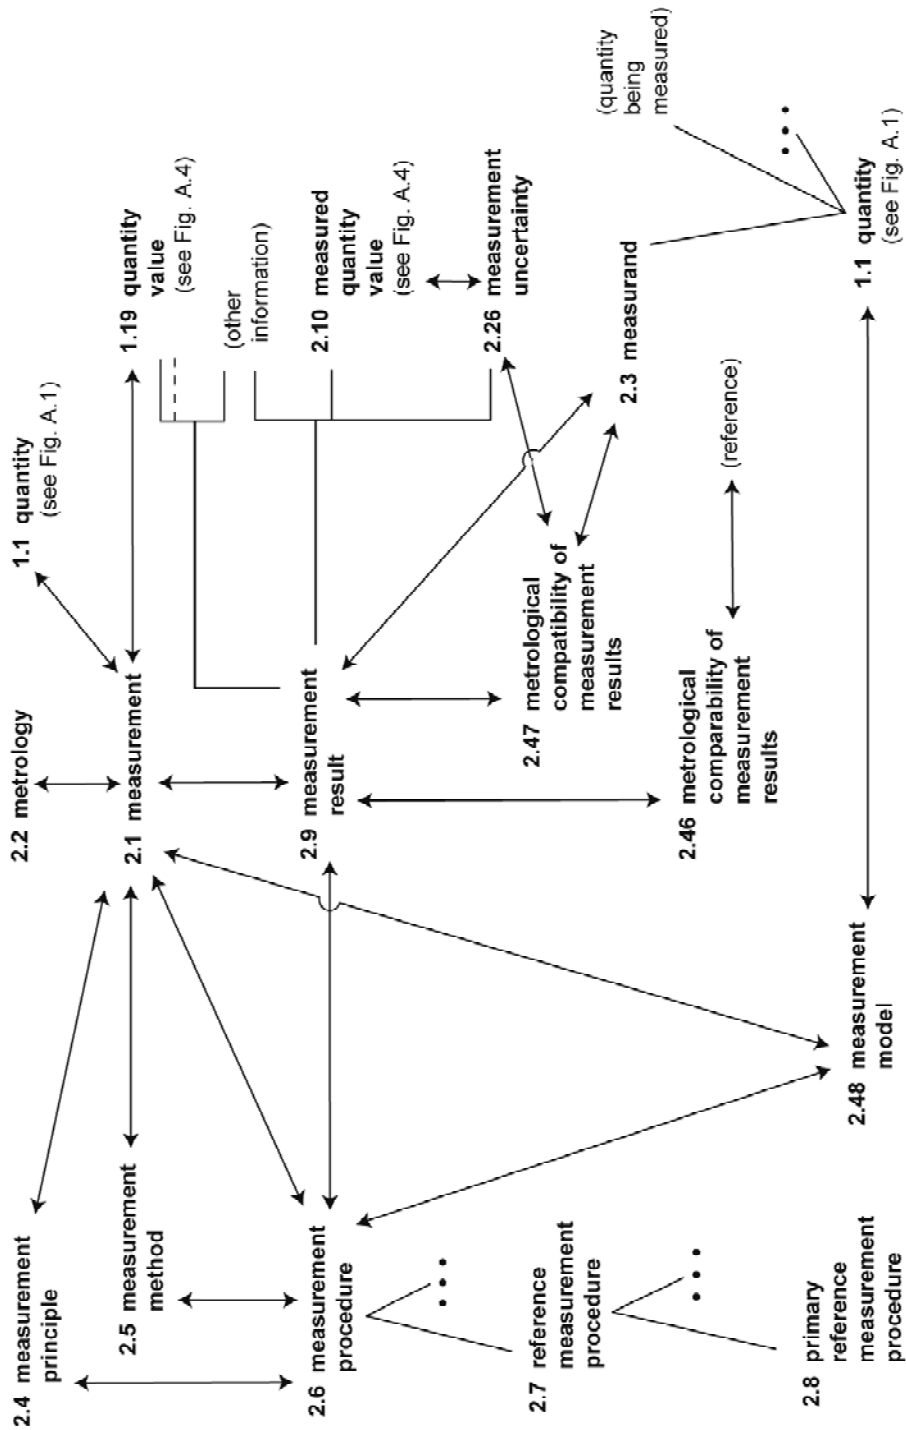 2.2 metrology
1.1 quantity
(see Fig. A.1)
2.4 measurement
principle
2.5 measurement
method
2.1 measurement
1.19 quantity
value
(see Fig. A.4)
(other
information)
2.6 measurement
procedure
2.9 measurement
result
2.10 measured
quantity
value
(see Fig. A.4)
2.26 measurement
uncertainty
2.7 reference
measurement
procedure
2.47 metrological
compatibility of
measurement
results
2.3 measurand
(quantity
being
measured)
2.46 metrological
comparability of
measurement
results
(reference)
2.8 primary
reference
measurement
procedure
2.48 measurement
model
1.1 quantity
(see Fig. A.1)